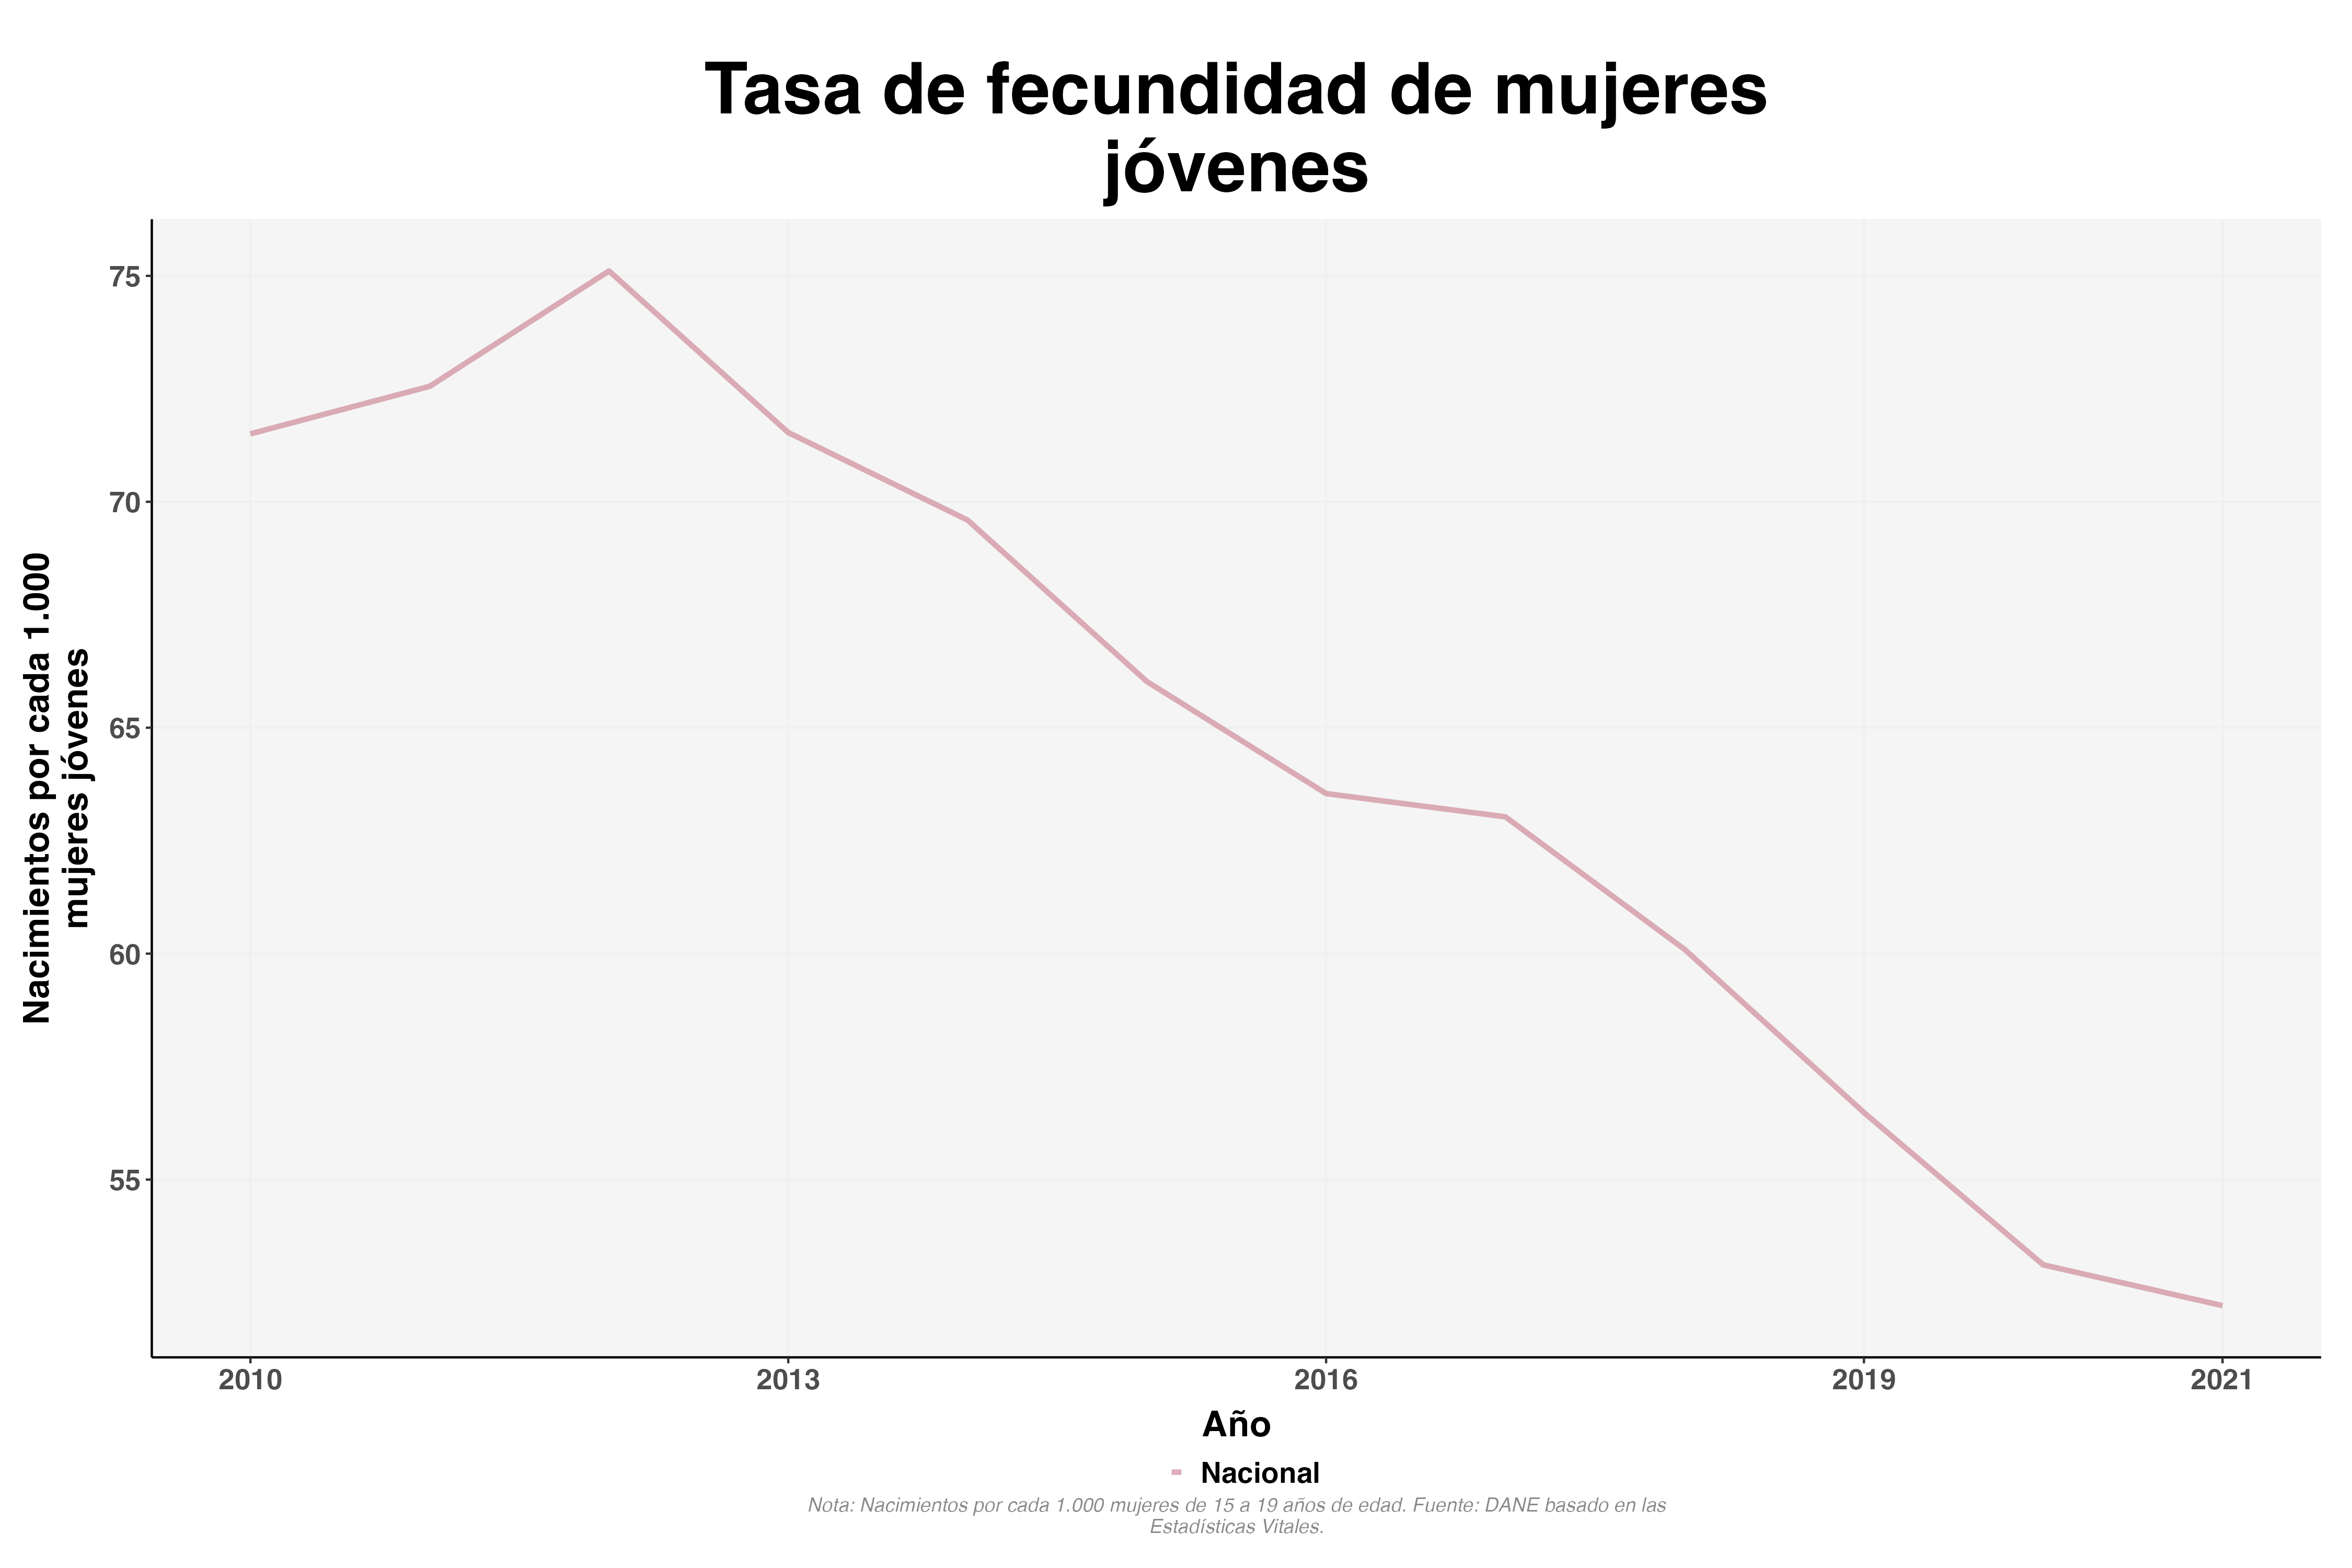 Tasa de fecundidad de mujeres
jóvenes
Nacimientos por cada 1.000
mujeres jóvenes
75
70
65
60
55
2010
2013
2016
2019
2021
Año
Nacional
Nota: Nacimientos por cada 1.000 mujeres de 15 a 19 años de edad. Fuente: DANE basado en las
Estadísticas Vitales.